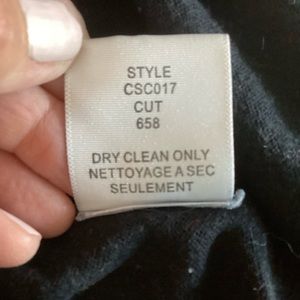 STYLE
CSC017
CUT
658
DRY CLEAN ONLY
NETTOYAGE A SEC
SEULEMENT